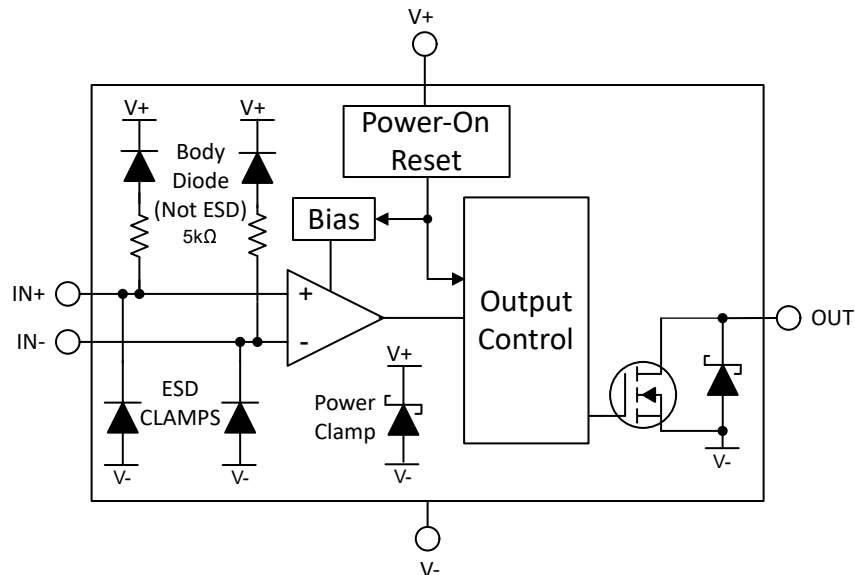 V+
V+
V+
Power-On
Reset
Body
Diode
(Not ESD)
5kΩ
Bias
IN+
+
Output
Control
OUT
IN-
-
V+
ESD
CLAMPS
Power
Clamp
V-
V-
V-
V-
V-